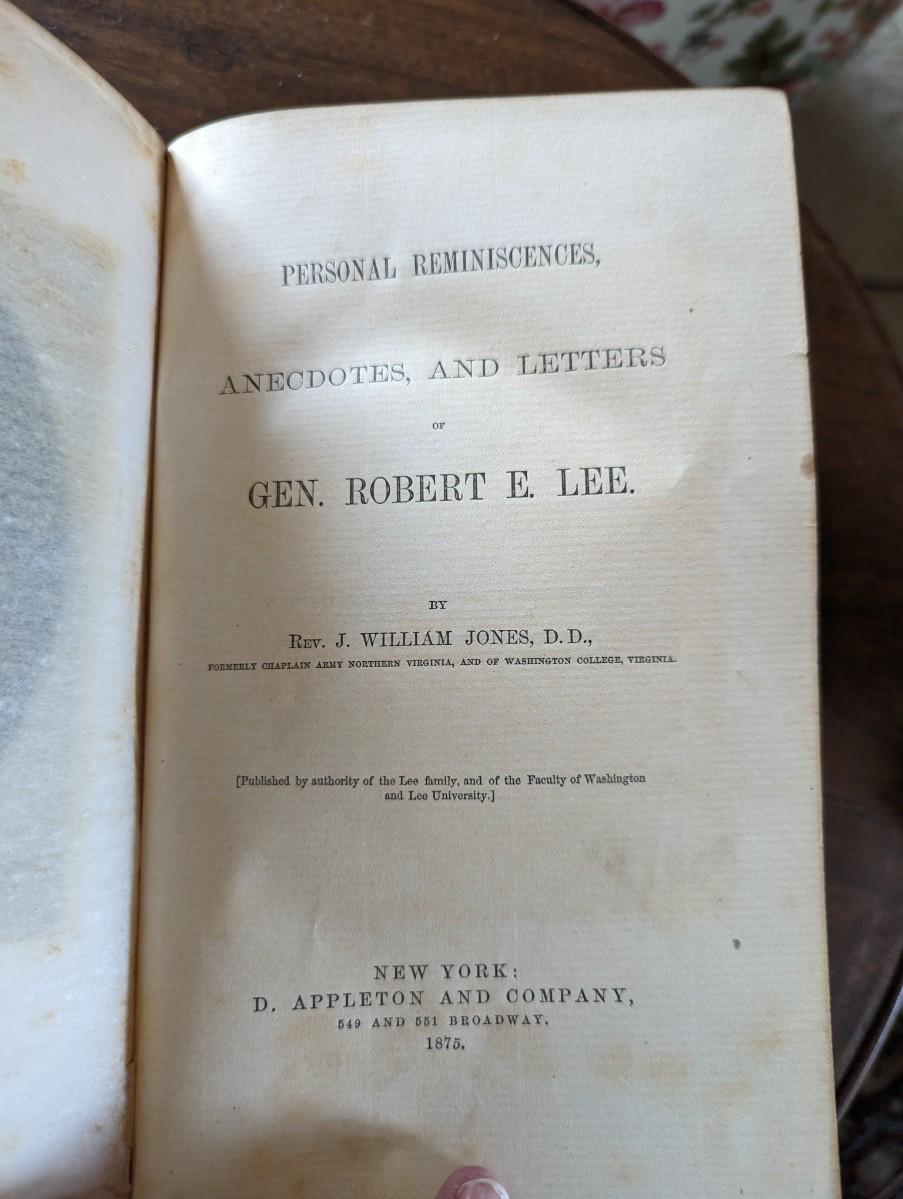 PERSONAL REMINISCENCES,
ANECDOTES, AND LETTERS
OF
GEN. ROBERT E. LEE.
BY
REV. J. WILLIAM JONES, D. D.,
FORMERLY CHAPLAIN ARMY NORTHERN VIRGINIA, AND OF WASHINGTON COLLEGE, VIRGINIA.
[Published by authority of the Lee family, and of the Faculty of Washington
and Lee University.]
NEW YORK:
D. APPLETON AND COMPANY,
549 AND 551 BROADWAY.
1875.